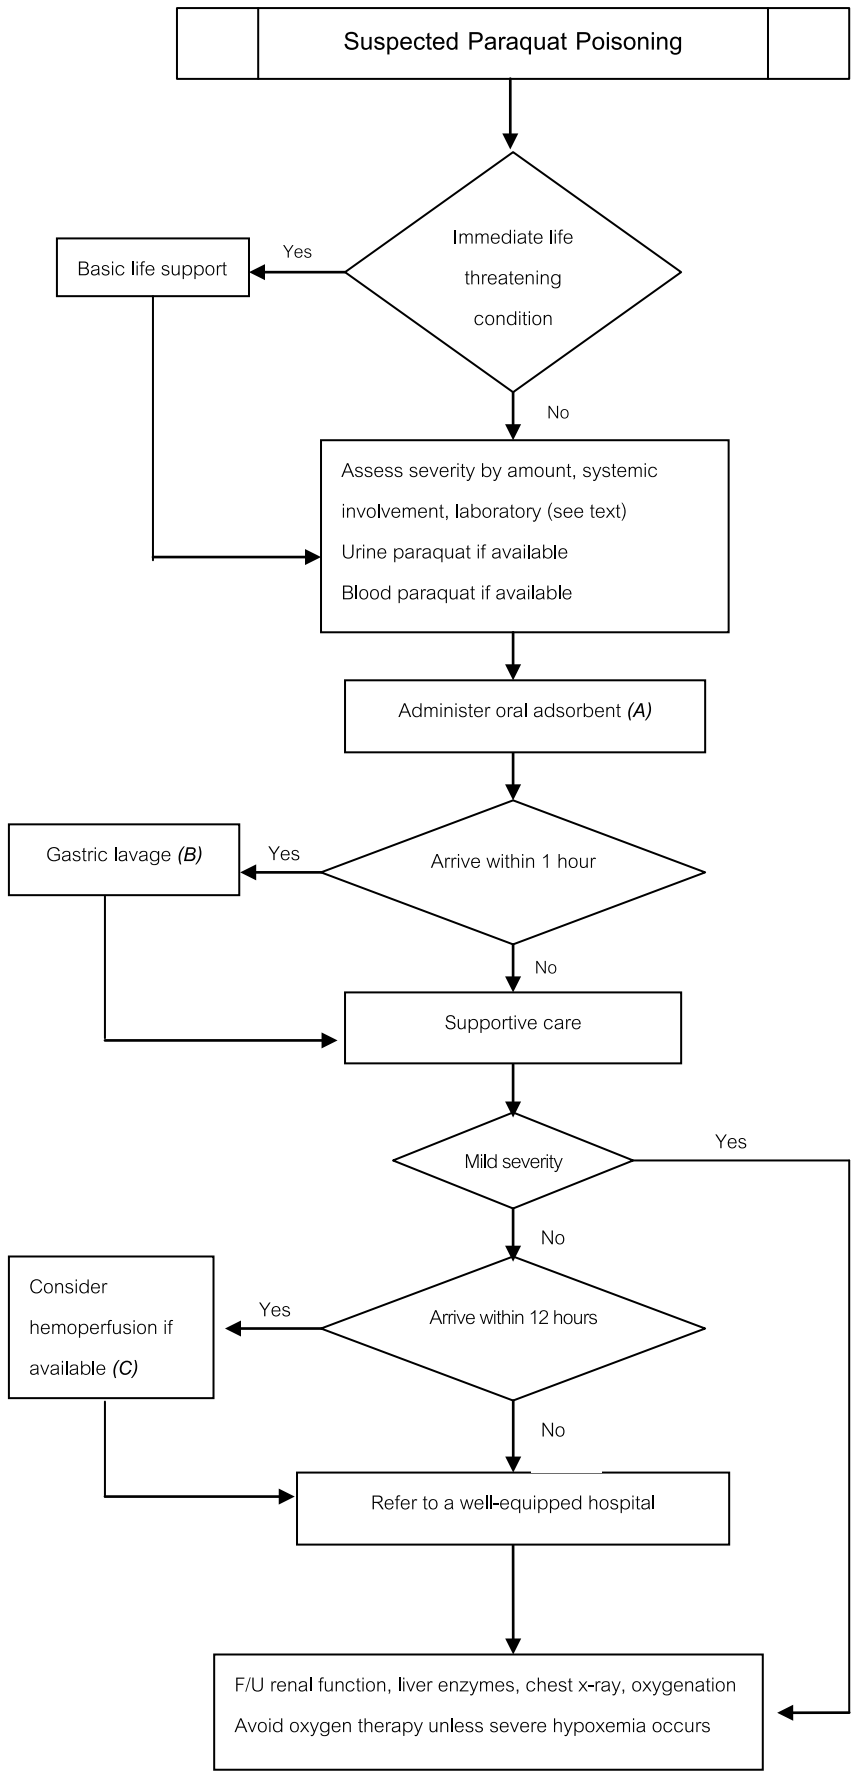 Suspected Paraquat Poisoning
Immediate life
threatening
condition
Yes
Basic life support
No
Assess severity by amount, systemic
involvement, laboratory (see text)
Urine paraquat if available
Blood paraquat if available
Administer oral adsorbent (A)
Arrive within 1 hour
Yes
Gastric lavage (B)
No
Supportive care
Mild severity
Yes
No
Arrive within 12 hours
Yes
Consider
hemoperfusion if
available (C)
No
Refer to a well-equipped hospital
F/U renal function, liver enzymes, chest x-ray, oxygenation
Avoid oxygen therapy unless severe hypoxemia occurs